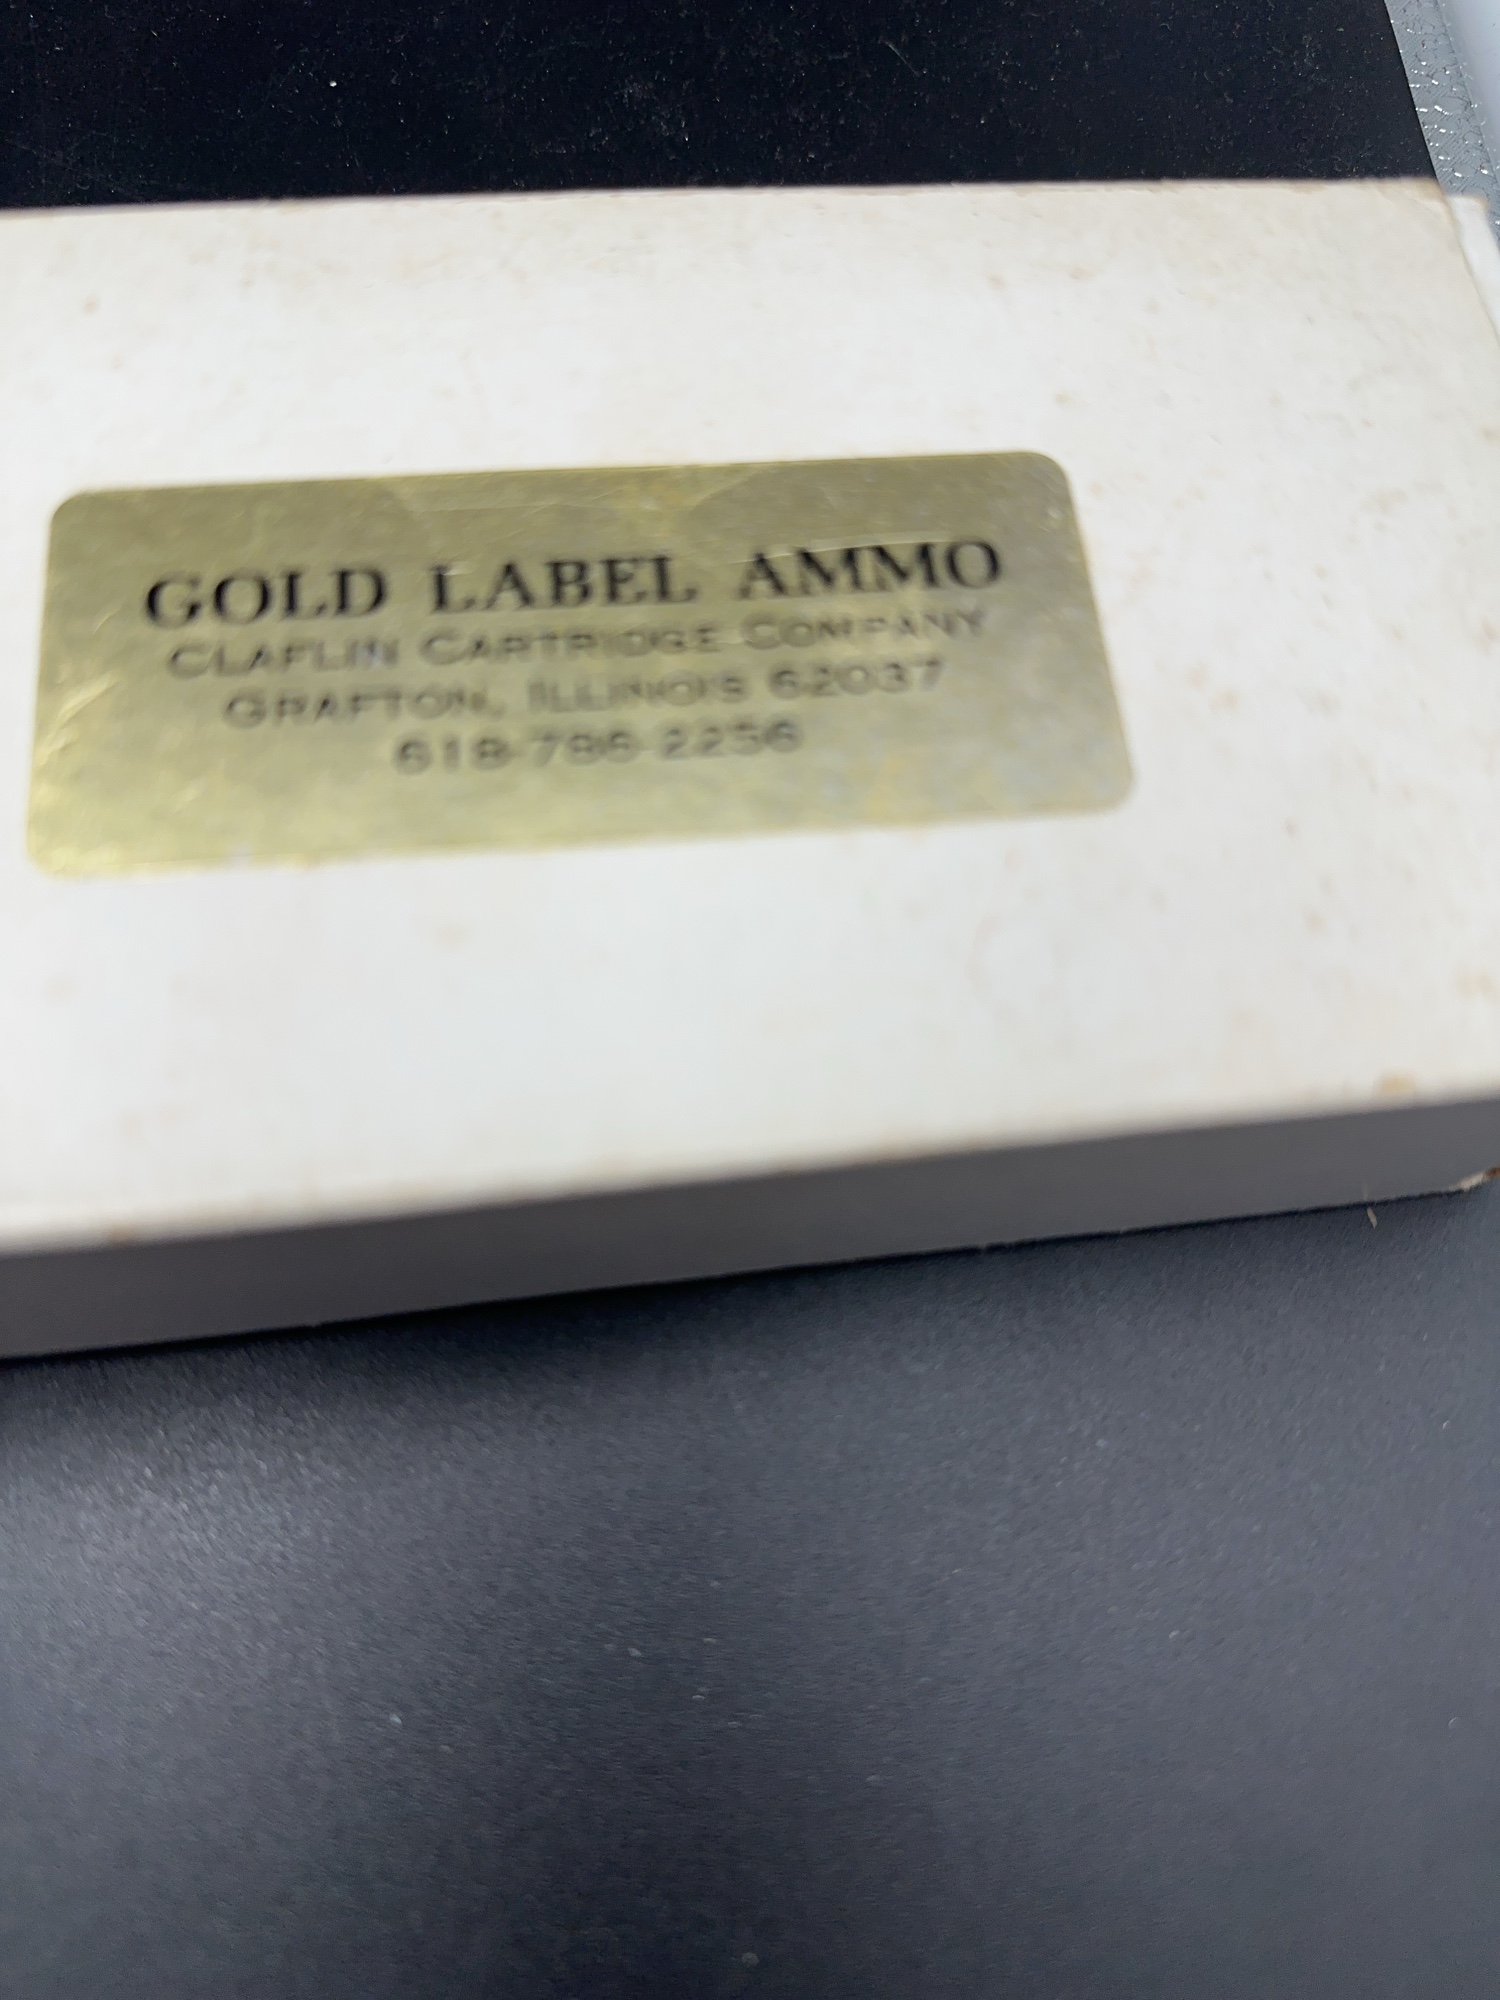 GOLD LABEL AMMO
CLAFLIN CARTRIDGE COMPANY
GRAFTON, ILLINOIS 62037
618-786-2256